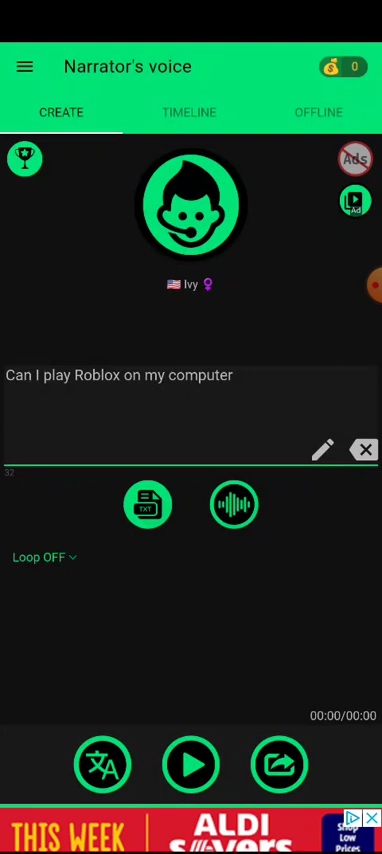 Narrator's voice
0
CREATE
TIMELINE
OFFLINE
Ads
Ad
🇺🇸 Ivy ♀
Can I play Roblox on my computer
32
TXT
Loop OFF
00:00/00:00
THIS WEEK
ALDI
Shop
Low
Prices